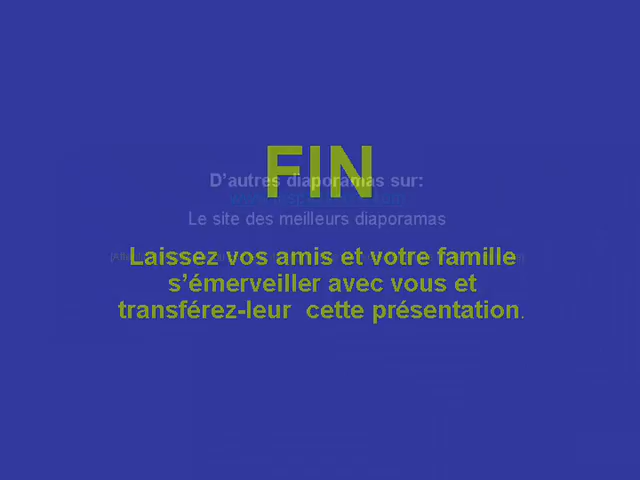 FIN
D'autres diaporamas sur:
Le site des meilleurs diaporamas
Laissez vos amis et votre famille
s'émerveiller avec vous et
transférez-leur cette présentation.